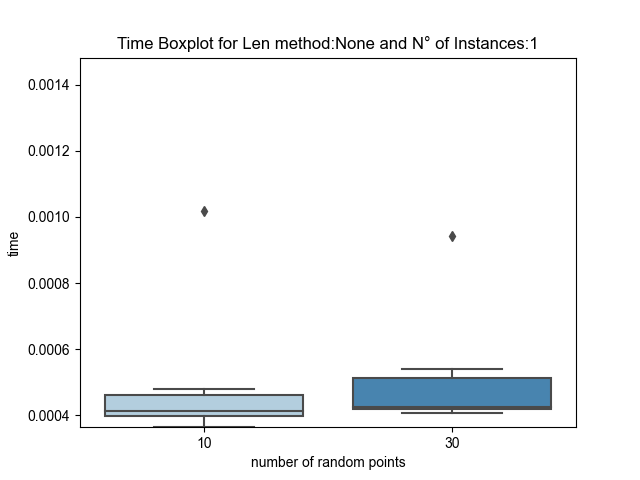 Time Boxplot for Len method:None and N° of Instances:1
0.0014
0.0012
0.0010
0.0008
0.0006
0.0004
time
10
30
number of random points